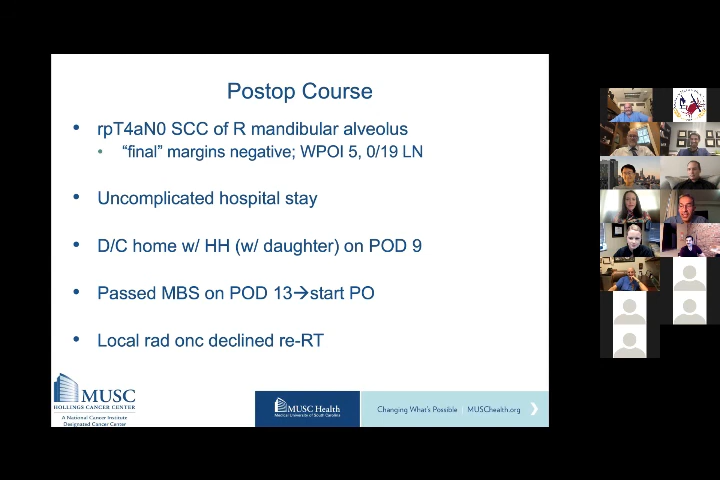 Postop Course
• rpT4aN0 SCC of R mandibular alveolus
• “final” margins negative; WPOI 5, 0/19 LN
• Uncomplicated hospital stay
• D/C home w/ HH (w/ daughter) on POD 9
• Passed MBS on POD 13→start PO
• Local rad onc declined re-RT
MUSC
HOLLINGS CANCER CENTER
A National Cancer Institute
Designated Cancer Center
MUSC Health
Medical University of South Carolina
Changing What's Possible | MUSChealth.org